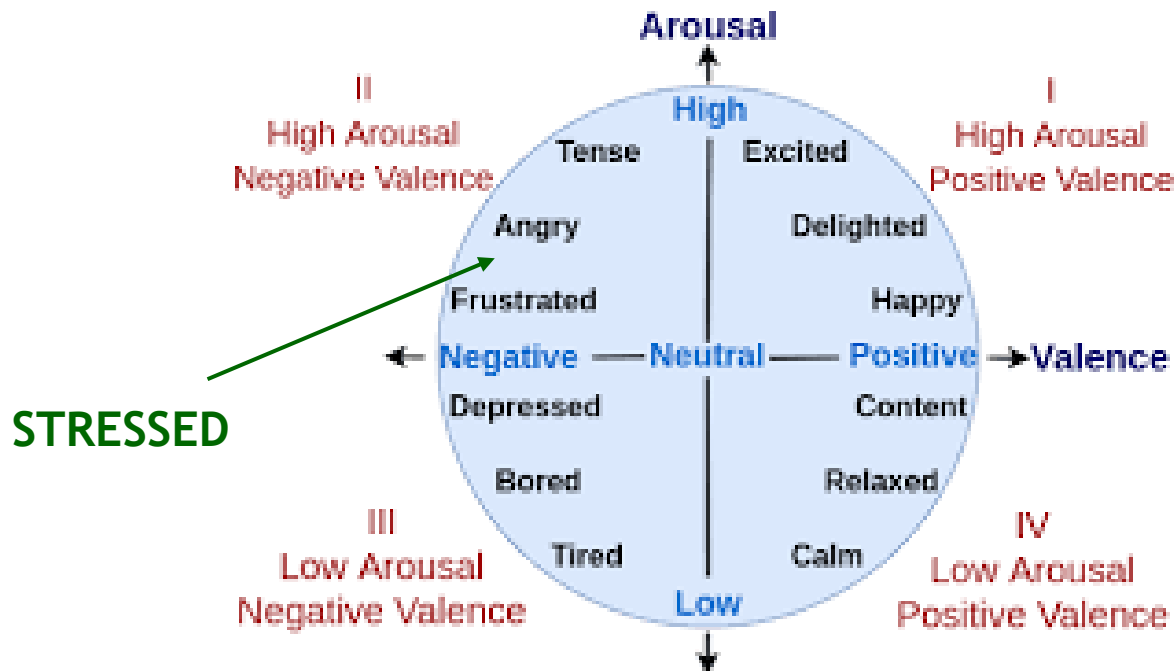 Arousal
II
High Arousal
Negative Valence
I
High Arousal
Positive Valence
High
Tense
Excited
Angry
Delighted
Frustrated
Happy
Negative
Neutral
Positive
Valence
STRESSED
Depressed
Content
Bored
Relaxed
Tired
Calm
III
Low Arousal
Negative Valence
IV
Low Arousal
Positive Valence
Low